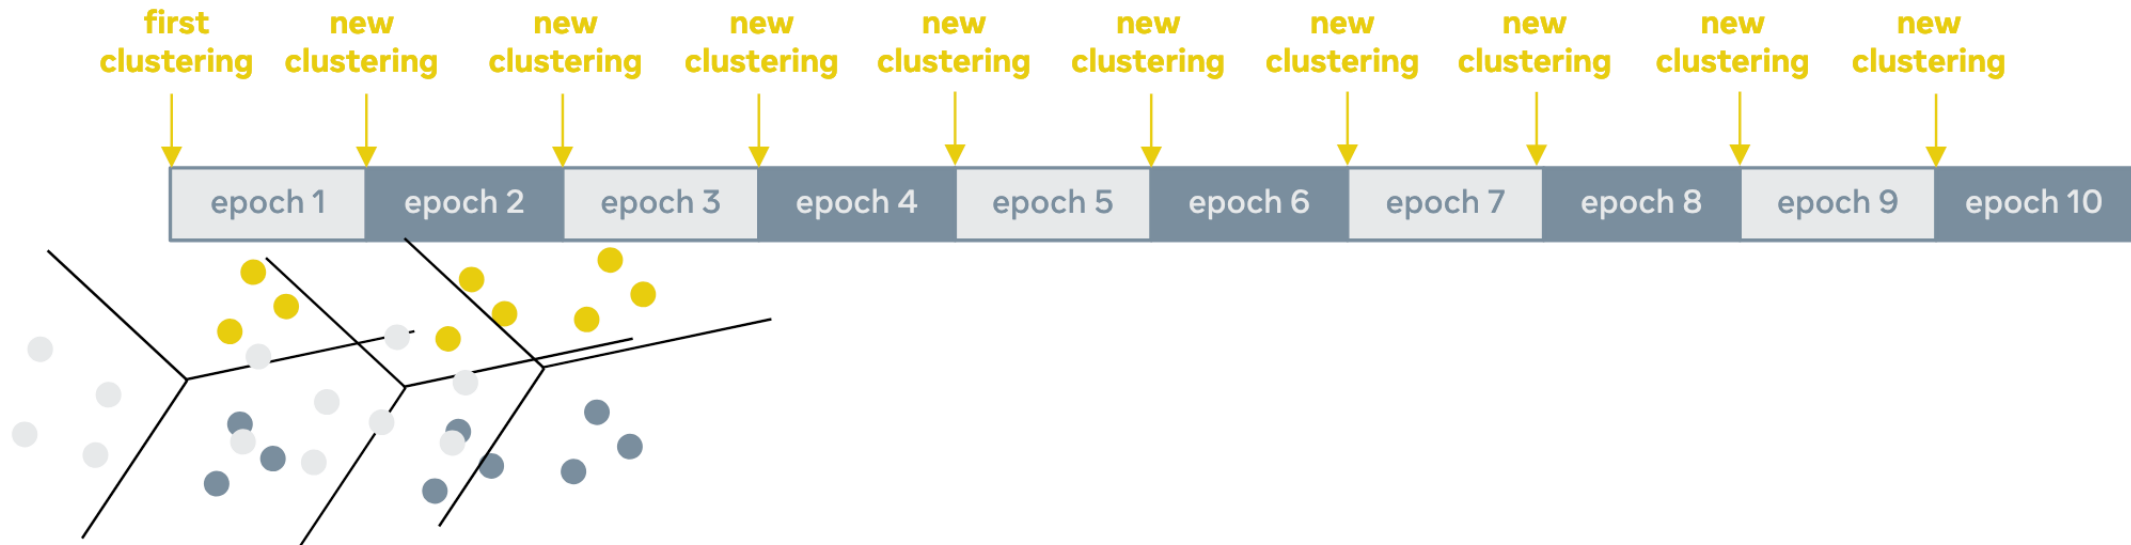 first
clustering
new
clustering
new
clustering
new
clustering
new
clustering
new
clustering
new
clustering
new
clustering
new
clustering
new
clustering
epoch 1
epoch 2
epoch 3
epoch 4
epoch 5
epoch 6
epoch 7
epoch 8
epoch 9
epoch 10